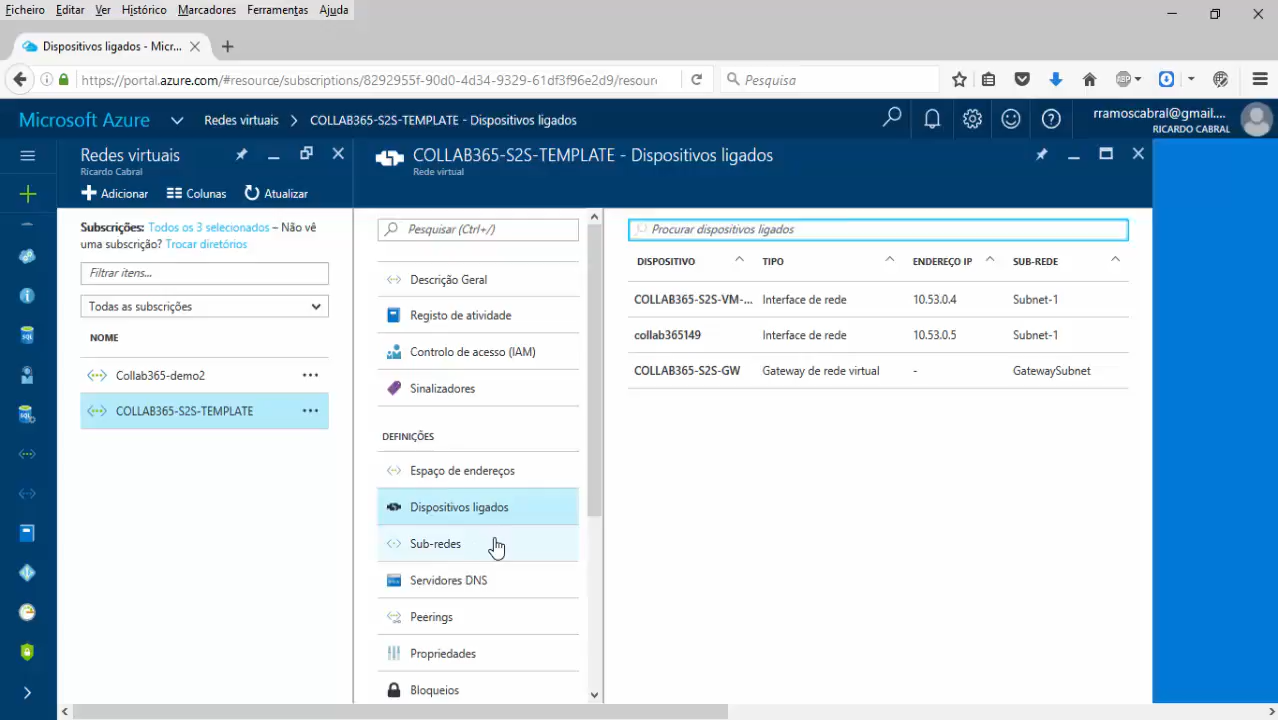 Ficheiro Editar Ver Histórico Marcadores Ferramentas Ajuda
Dispositivos ligados - Micr...
https://portal.azure.com/#resource/subscriptions/8292955f-90d0-4d34-9329-61df3f96e2d9/resour
Pesquisa
ABP
Microsoft Azure
Redes virtuais
COLLAB365-S2S-TEMPLATE - Dispositivos ligados
rramoscabral@gmail....
RICARDO CABRAL
Redes virtuais
Ricardo Cabral
Adicionar
Colunas
Atualizar
Subscrições: Todos os 3 selecionados – Não vê
uma subscrição? Trocar diretórios
Filtrar itens...
Todas as subscrições
NOME
Collab365-demo2
COLLAB365-S2S-TEMPLATE
COLLAB365-S2S-TEMPLATE - Dispositivos ligados
Rede virtual
Pesquisar (Ctrl+/)
Descrição Geral
Registo de atividade
Controlo de acesso (IAM)
Sinalizadores
DEFINIÇÕES
Espaço de endereços
Dispositivos ligados
Sub-redes
Servidores DNS
Peerings
Propriedades
Bloqueios
Procurar dispositivos ligados
DISPOSITIVO TIPO ENDEREÇO IP SUB-REDE
COLLAB365-S2S-VM-... Interface de rede 10.53.0.4 Subnet-1
collab365149 Interface de rede 10.53.0.5 Subnet-1
COLLAB365-S2S-GW Gateway de rede virtual - GatewaySubnet